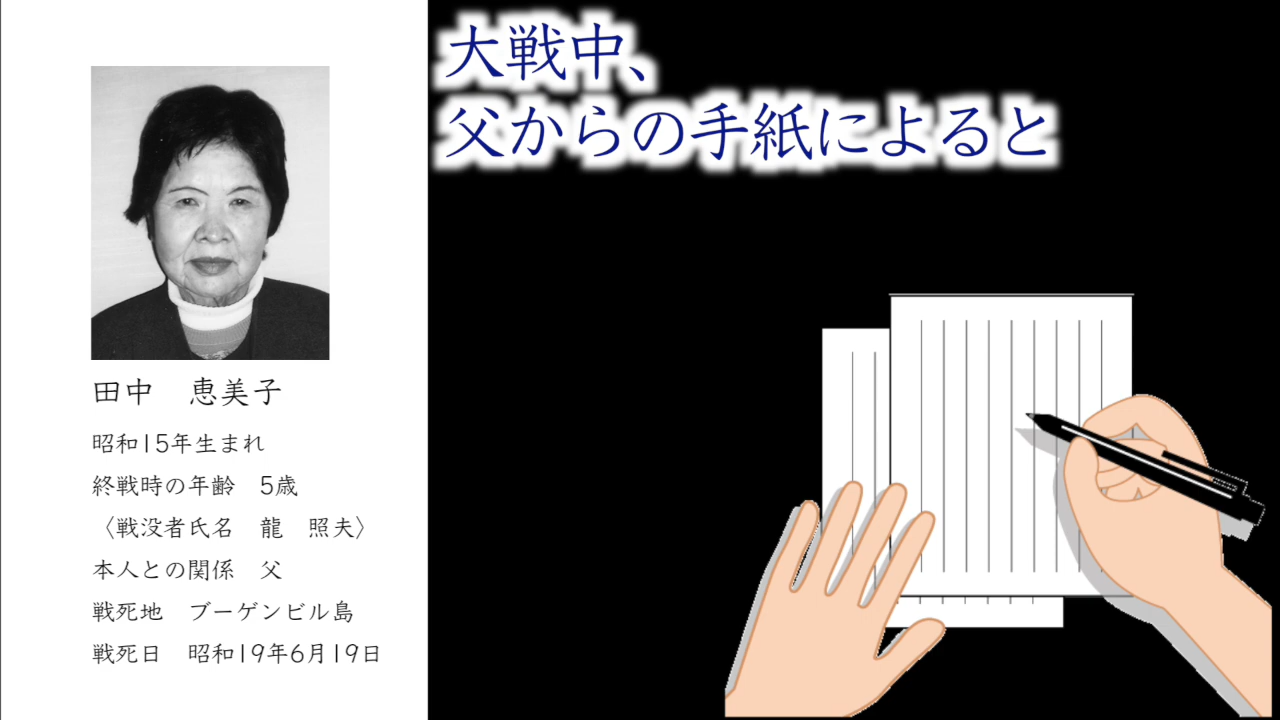 大戦中、
父からの手紙によると
田中　恵美子
昭和15年生まれ
終戦時の年齢　5歳
〈戦没者氏名　龍　照夫〉
本人との関係　父
戦死地　ブーゲンビル島
戦死日　昭和19年6月19日